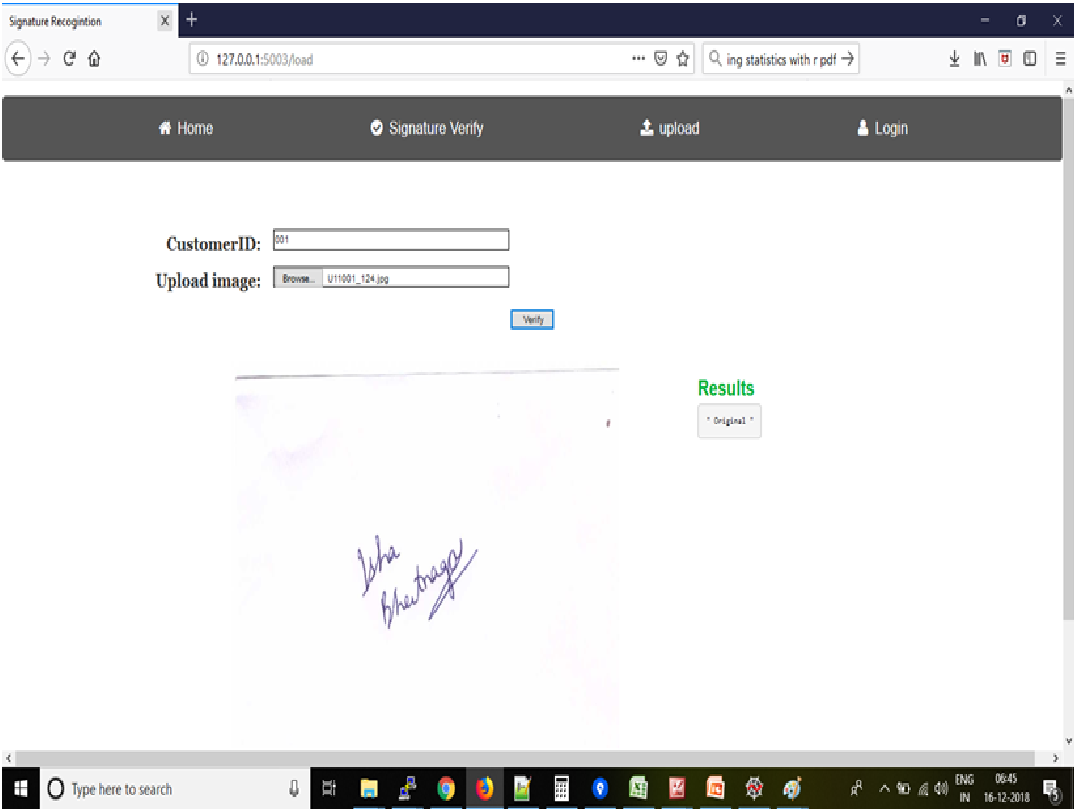 Signature Recogintion
127.0.0.1:5003/load
ing statistics with r pdf
Home
Signature Verify
upload
Login
CustomerID: 001
Upload image: Browse... U11001_124.jpg
Verify
Results
" Original "
Isha
Bhatnagar
Type here to search
ENG
IN
06:45
16-12-2018